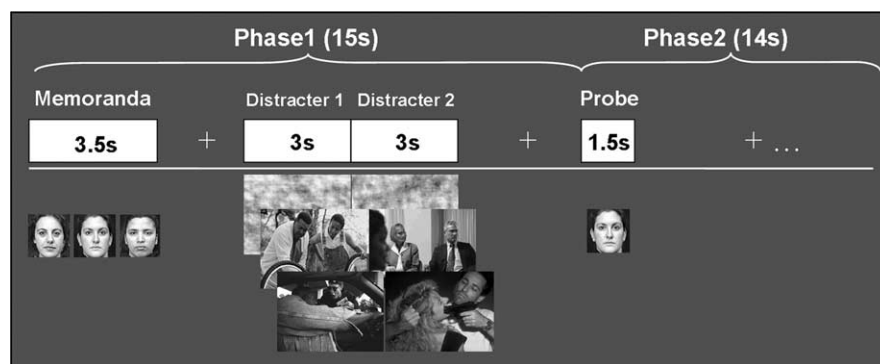 Phase1 (15s) Phase2 (14s)
Memoranda Distracter 1 Distracter 2 Probe
3.5s + 3s 3s + 1.5s + ...